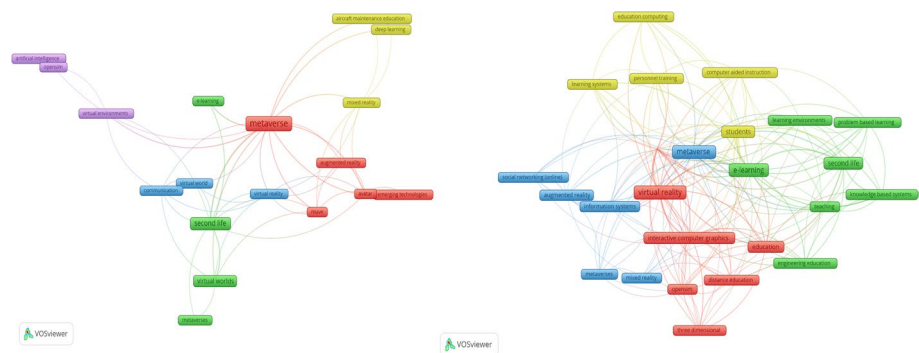 aircraft maintenance education
deep learning
artificial intelligence
opensim
e-learning
mixed reality
virtual environments
metaverse
augmented reality
virtual world
communication
virtual reality
avatar
emerging technologies
muve
second life
virtual worlds
metaverses
VOSviewer
education computing
computer aided instruction
personnel training
learning systems
learning environments
problem based learning
students
metaverse
e-learning
second life
social networking (online)
virtual reality
augmented reality
knowledge based systems
information systems
teaching
interactive computer graphics
education
engineering education
metaverses
mixed reality
distance education
opensim
three dimensional
VOSviewer